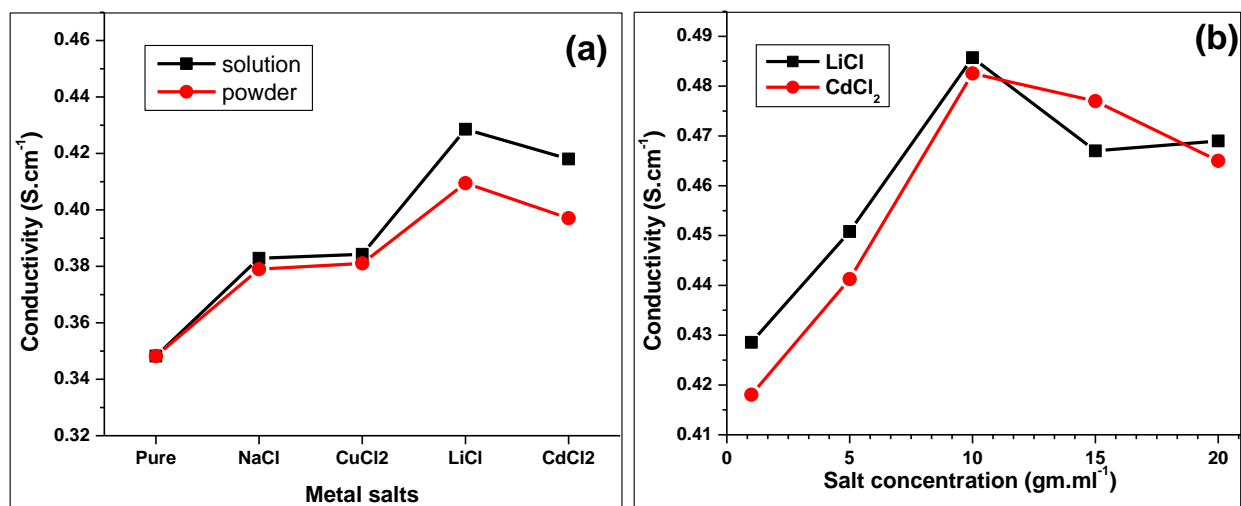 (a)
solution
powder
Conductivity (S.cm⁻¹)
0.46
0.44
0.42
0.40
0.38
0.36
0.34
0.32
Pure NaCl CuCl2 LiCl CdCl2
Metal salts
(b)
LiCl
CdCl₂
Conductivity (S.cm⁻¹)
0.49
0.48
0.47
0.46
0.45
0.44
0.43
0.42
0.41
0 5 10 15 20
Salt concentration (gm.ml⁻¹)